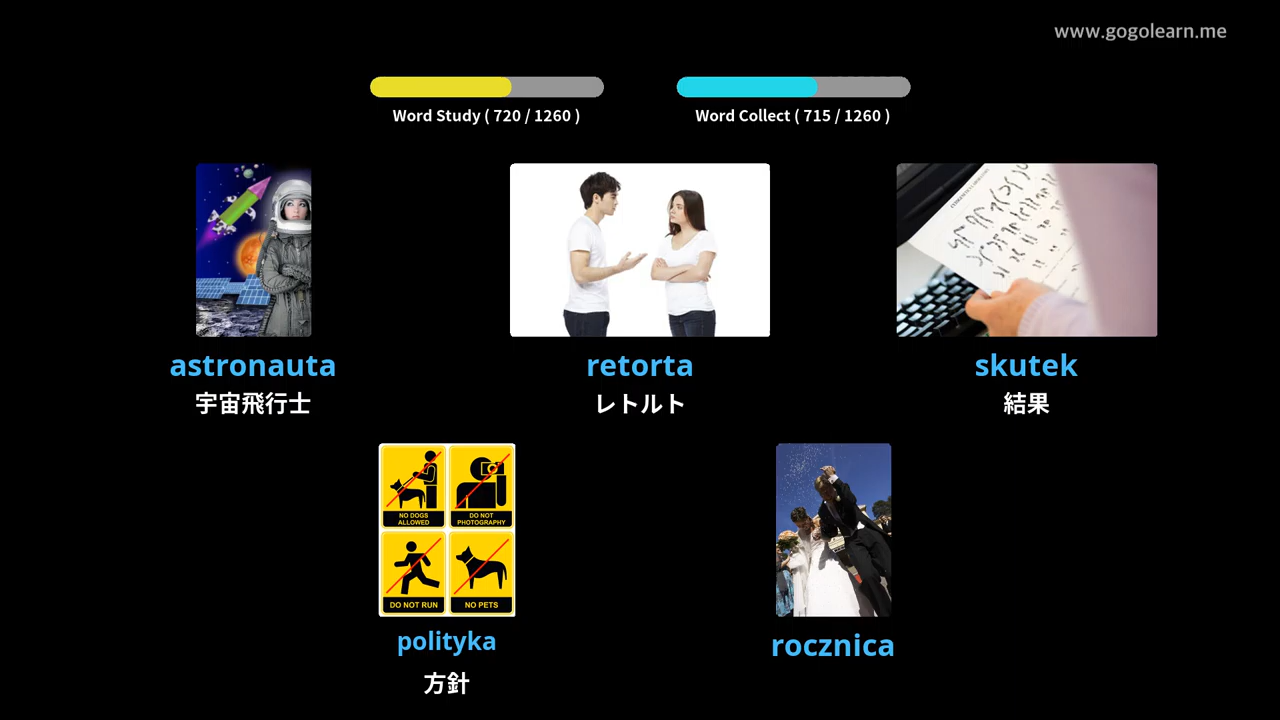 www.gogolearn.me
Word Study ( 720 / 1260 )
Word Collect ( 715 / 1260 )
astronauta
宇宙飛行士
retorta
レトルト
skutek
結果
NO DOGS
ALLOWED
DO NOT
PHOTOGRAPHY
DO NOT RUN
NO PETS
polityka
方針
rocznica